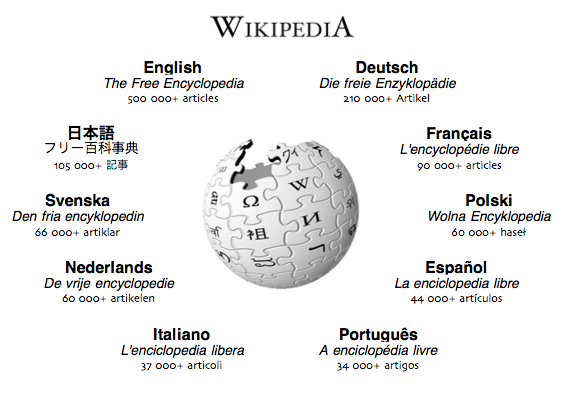 WIKIPEDIA
English
The Free Encyclopedia
500 000+ articles
Deutsch
Die freie Enzyklopädie
210 000+ Artikel
日本語
フリー百科事典
105 000+ 記事
Français
L'encyclopédie libre
90 000+ articles
Svenska
Den fria encyklopedin
66 000+ artiklar
Polski
Wolna Encyklopedia
60 000+ haseł
Nederlands
De vrije encyclopedie
60 000+ artikelen
Español
La enciclopedia libre
44 000+ artículos
Italiano
L'enciclopedia libera
37 000+ articoli
Português
A enciclopédia livre
34 000+ artigos
Ω
W
祖
И